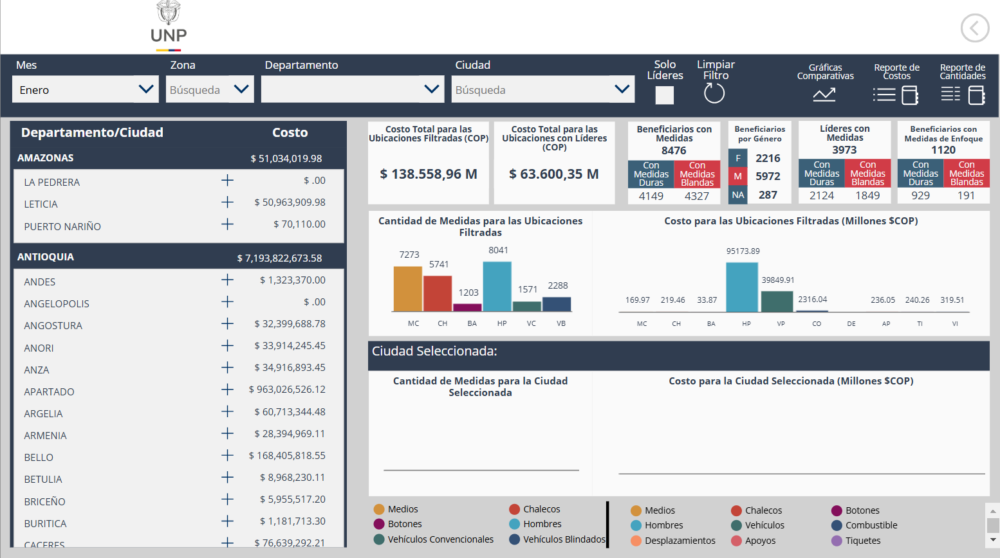 UNP
Mes
Zona
Departamento
Ciudad
Solo
Líderes
Limpiar
Filtro
Gráficas
Comparativas
Reporte de
Costos
Reporte de
Cantidades
Enero
Búsqueda
Búsqueda
Departamento/Ciudad Costo
AMAZONAS $ 51,034,019.98
LA PEDRERA $ .00
LETICIA $ 50,963,909.98
PUERTO NARIÑO $ 70,110.00
ANTIOQUIA $ 7,193,822,673.58
ANDES $ 1,323,370.00
ANGELOPOLIS $ .00
ANGOSTURA $ 32,399,688.78
ANORI $ 33,914,245.45
ANZA $ 34,916,893.45
APARTADO $ 963,026,526.12
ARGELIA $ 60,713,344.48
ARMENIA $ 28,394,969.11
BELLO $ 168,405,818.55
BETULIA $ 8,968,230.11
BRICEÑO $ 5,955,517.20
BURITICA $ 1,181,713.30
CACERES $ 76,639,292.21
Costo Total para las
Ubicaciones Filtradas (COP)
$ 138.558,96 M
Costo Total para las
Ubicaciones con Líderes
(COP)
$ 63.600,35 M
Beneficiarios con
Medidas
8476
Con
Medidas
Duras
Con
Medidas
Blandas
4149 4327
Beneficiarios
por Género
F 2216
M 5972
NA 287
Líderes con
Medidas
3973
Con
Medidas
Duras
Con
Medidas
Blandas
2124 1849
Beneficiarios con
Medidas de Enfoque
1120
Con
Medidas
Duras
Con
Medidas
Blandas
929 191
Cantidad de Medidas para las Ubicaciones
Filtradas
7273 5741 1203 8041 1571 2288
MC CH BA HP VC VB
Costo para las Ubicaciones Filtradas (Millones $COP)
169.97 219.46 33.87 95173.89 39849.91 2316.04 236.05 240.26 319.51
MC CH BA HP VP CO DE AP TI VI
Ciudad Seleccionada:
Cantidad de Medidas para la Ciudad
Seleccionada
Costo para la Ciudad Seleccionada (Millones $COP)
Medios Chalecos
Botones Hombres
Vehículos Convencionales Vehículos Blindados
Medios Chalecos Botones
Hombres Vehículos Combustible
Desplazamientos Apoyos Tiquetes